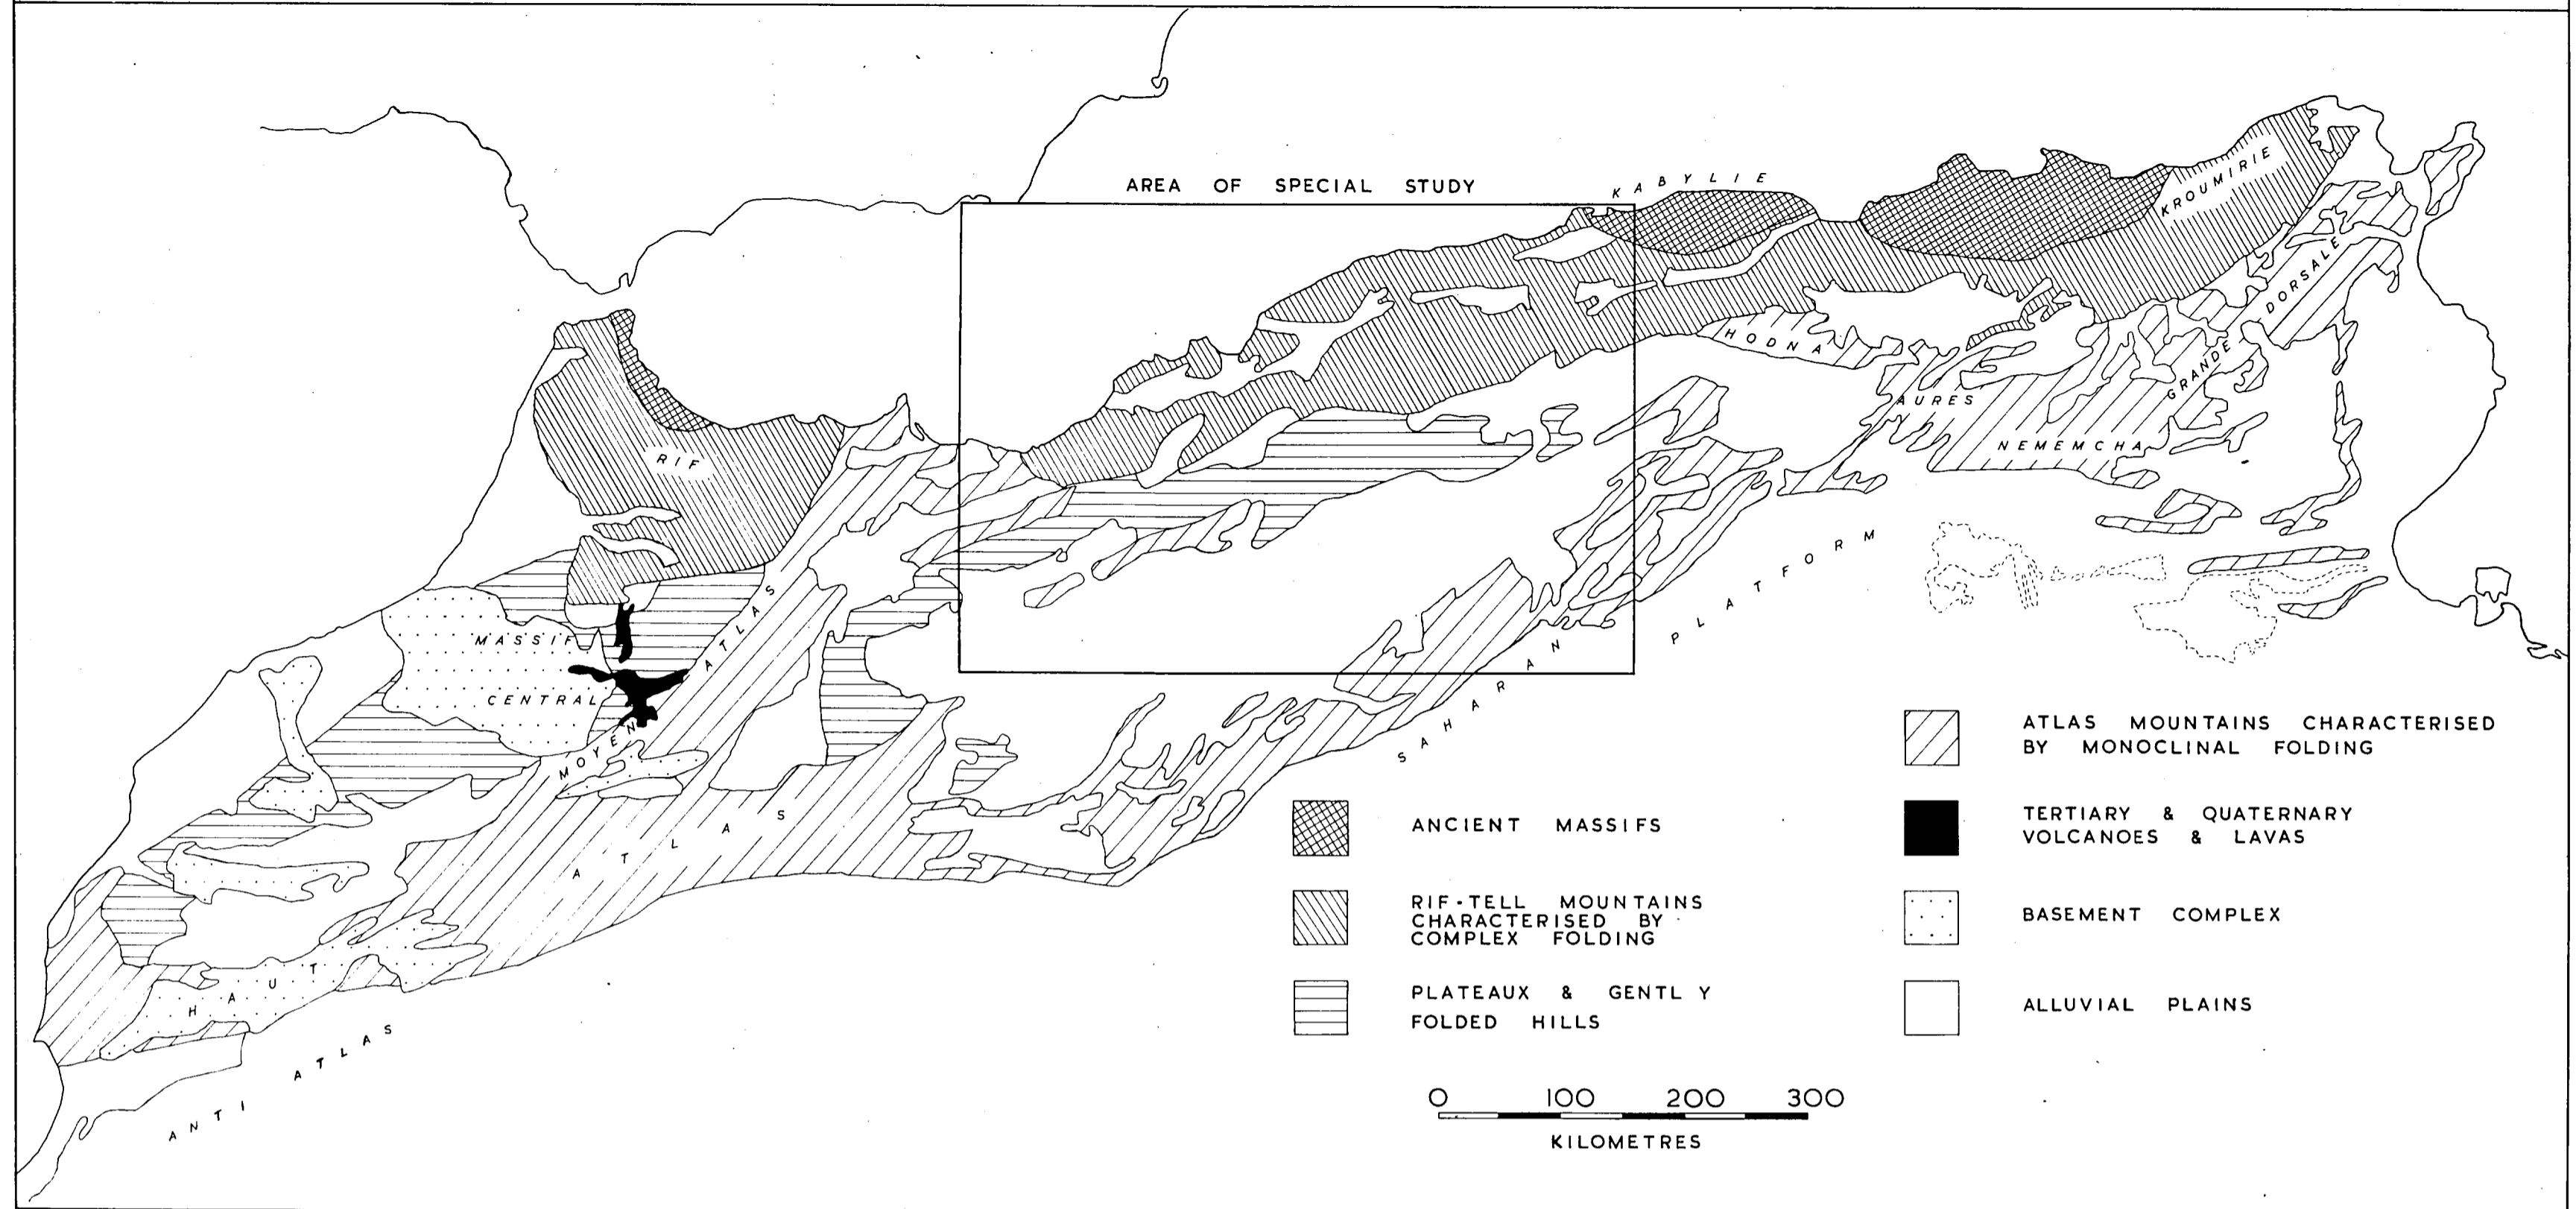 AREA OF SPECIAL STUDY
KABYLIE
KROUMIRIE
GRANDE DORSALE
HODNA
AURES
NEMEMCHA
RIF
SAHARAN PLATFORM
MASSIF
CENTRAL
MOYEN ATLAS
HAUT ATLAS
ANTI ATLAS
ANCIENT MASSIFS
RIF-TELL MOUNTAINS
CHARACTERISED BY
COMPLEX FOLDING
PLATEAUX & GENTLY
FOLDED HILLS
ATLAS MOUNTAINS CHARACTERISED
BY MONOCLINAL FOLDING
TERTIARY & QUATERNARY
VOLCANOES & LAVAS
BASEMENT COMPLEX
ALLUVIAL PLAINS
0 100 200 300
KILOMETRES